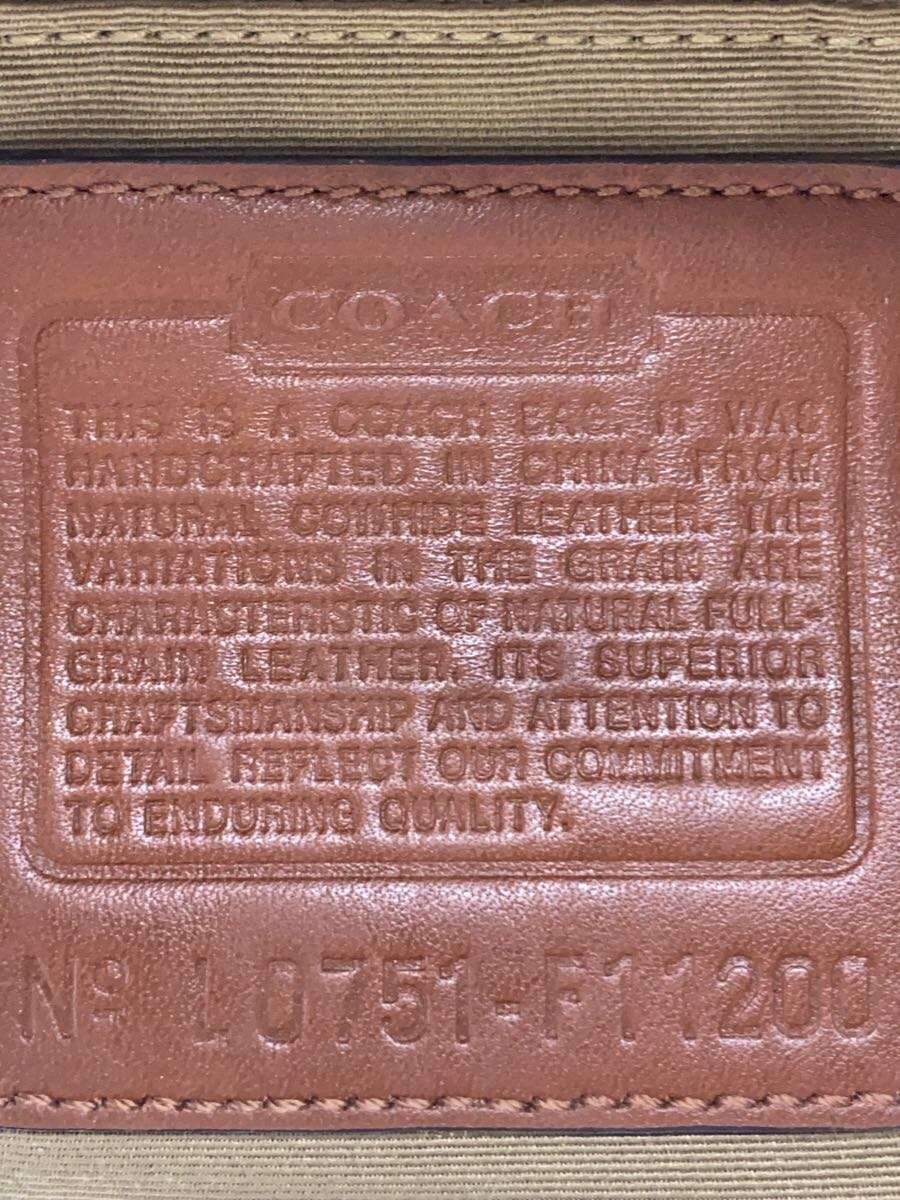 COACH
THIS IS A COACH BAG. IT WAS
HANDCRAFTED IN CHINA FROM
NATURAL COWHIDE LEATHER. THE
VARIATIONS IN THE GRAIN ARE
CHARACTERISTIC OF NATURAL FULL-
GRAIN LEATHER. ITS SUPERIOR
CRAFTSMANSHIP AND ATTENTION TO
DETAIL REFLECT OUR COMMITMENT
TO ENDURING QUALITY.
Nº L0751-F11200